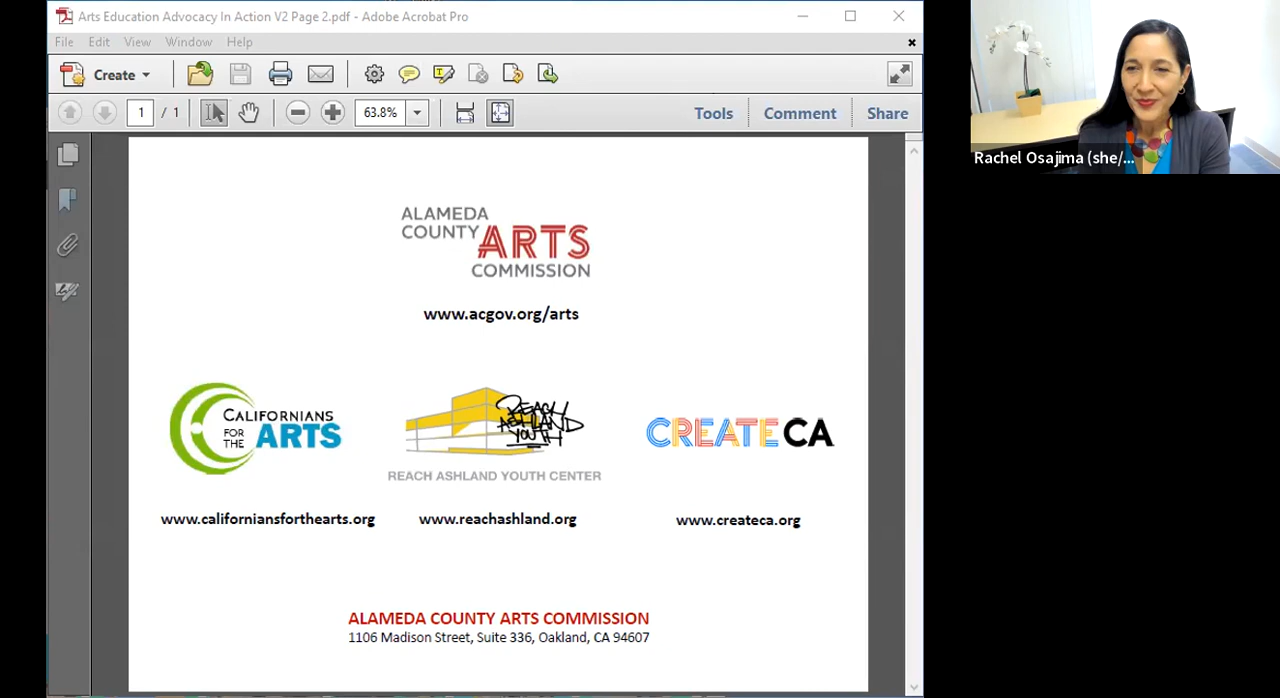 Arts Education Advocacy In Action V2 Page 2.pdf - Adobe Acrobat Pro
File Edit View Window Help
Create
1 / 1
63.8%
Tools
Comment
Share
ALAMEDA
COUNTY ARTS
COMMISSION
www.acgov.org/arts
CALIFORNIANS
FOR
THE ARTS
REACH
ASHLAND
YOUTH
REACH ASHLAND YOUTH CENTER
CREATE CA
www.californiansforthearts.org
www.reachashland.org
www.createca.org
ALAMEDA COUNTY ARTS COMMISSION
1106 Madison Street, Suite 336, Oakland, CA 94607
Rachel Osajima (she/...